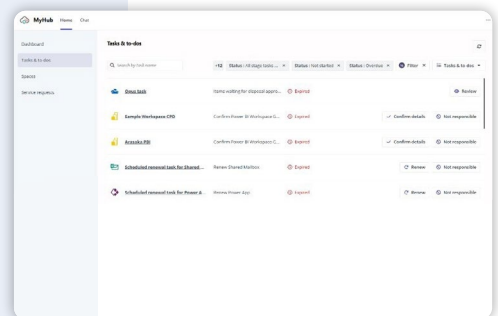 MyHub Home Chat
Dashboard
Tasks & to-dos
Spaces
Service requests
Tasks & to-dos
Search by task name
+12 Status : All stage tasks ... × Status : Not started × Status : Overdue × Filter Tasks & to-dos
Opus task Items waiting for disposal appro... Expired Review
Sample Workspace CPD Confirm Power BI Workspace C... Expired Confirm details Not responsible
Confirm Power BI Workspace C... Expired Confirm details Not responsible
Scheduled renewal task for Shared ... Renew Shared Mailbox. Expired Renew Not responsible
Scheduled renewal task for Power A... Renew Power App Expired Renew Not responsible